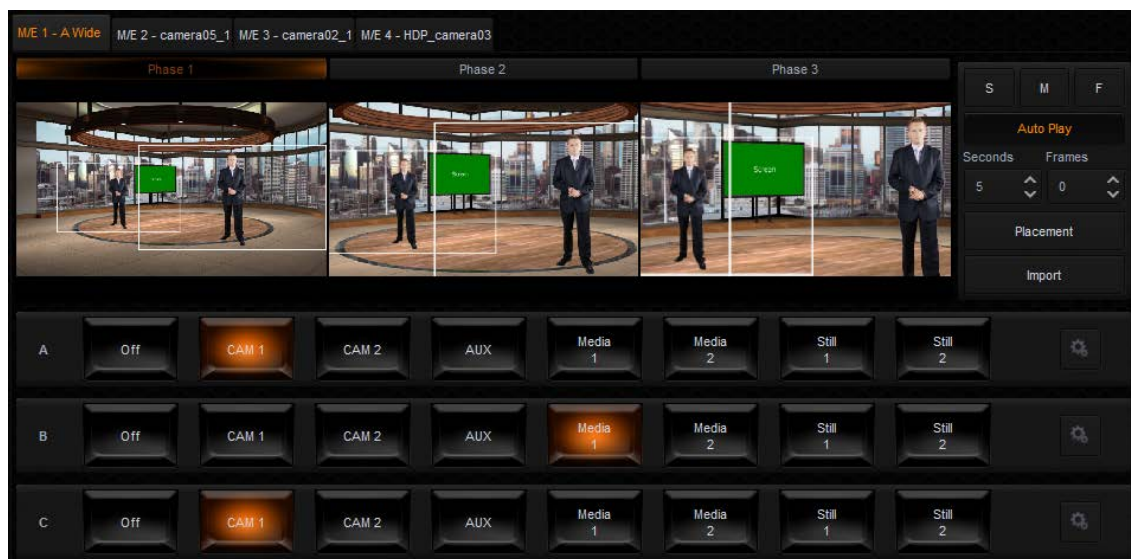 M/E 1 - A Wide M/E 2 - camera05_1 M/E 3 - camera02_1 M/E 4 - HDP_camera03
Phase 1 Phase 2 Phase 3
S M F
Auto Play
Seconds Frames
5 0
Placement
Import
Screen Screen
A Off CAM 1 CAM 2 AUX Media 1 Media 2 Still 1 Still 2
B Off CAM 1 CAM 2 AUX Media 1 Media 2 Still 1 Still 2
C Off CAM 1 CAM 2 AUX Media 1 Media 2 Still 1 Still 2